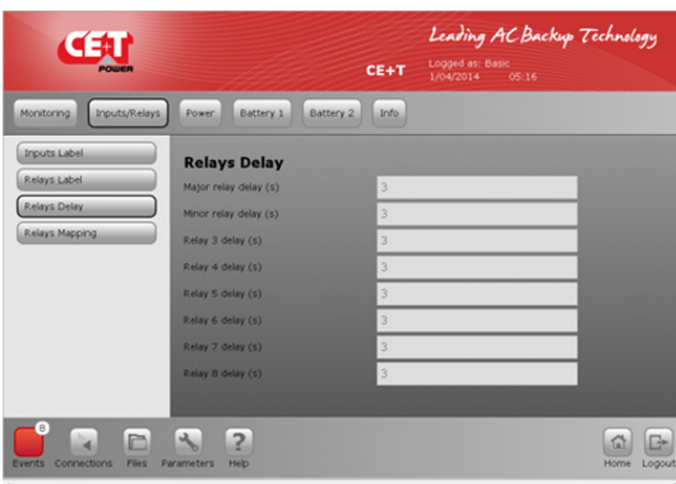 CE+T
POWER
Leading AC Backup Technology
CE+T
Logged as: Basic
1/04/2014 05:16
Monitoring Inputs/Relays Power Battery 1 Battery 2 Info
Inputs Label
Relays Label
Relays Delay
Relays Mapping
Relays Delay
Major relay delay (s) 3
Minor relay delay (s) 3
Relay 3 delay (s) 3
Relay 4 delay (s) 3
Relay 5 delay (s) 3
Relay 6 delay (s) 3
Relay 7 delay (s) 3
Relay 8 delay (s) 3
8
?
Events Connections Files Parameters Help Home Logout